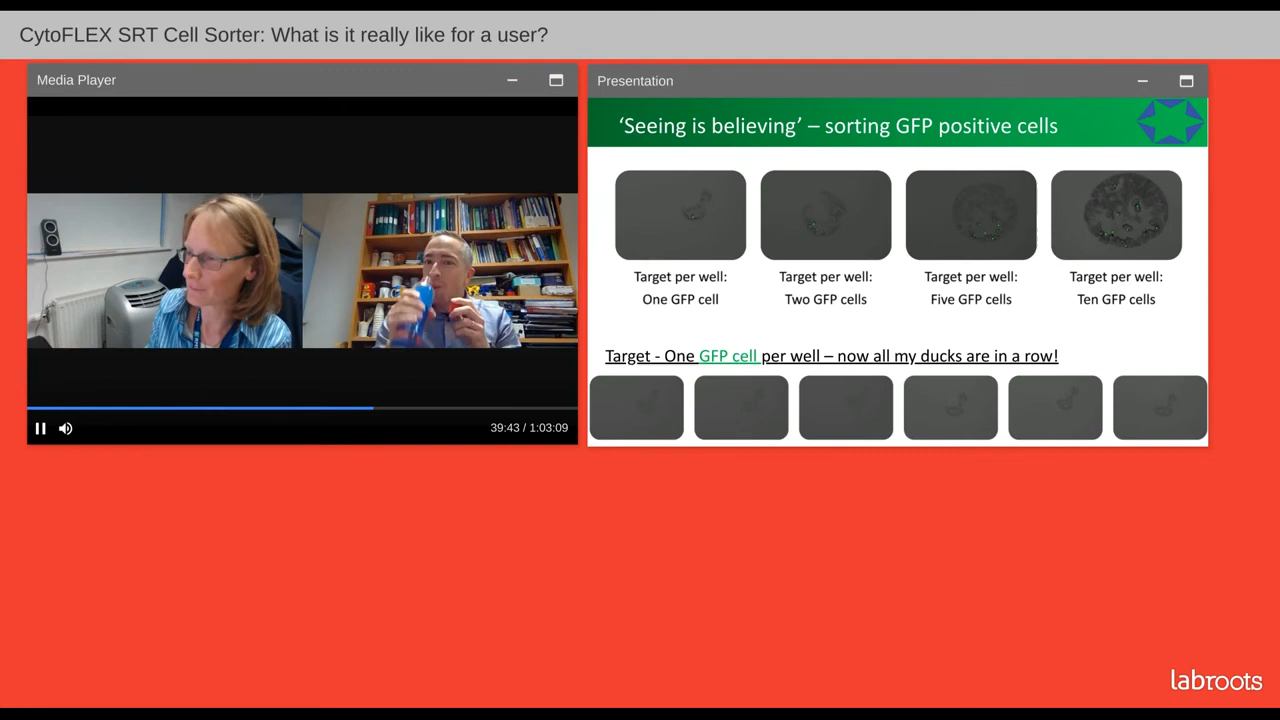 CytoFLEX SRT Cell Sorter: What is it really like for a user?
Media Player
Presentation
'Seeing is believing' – sorting GFP positive cells
Target per well:
One GFP cell
Target per well:
Two GFP cells
Target per well:
Five GFP cells
Target per well:
Ten GFP cells
Target - One GFP cell per well – now all my ducks are in a row!
39:43 / 1:03:09
labroots